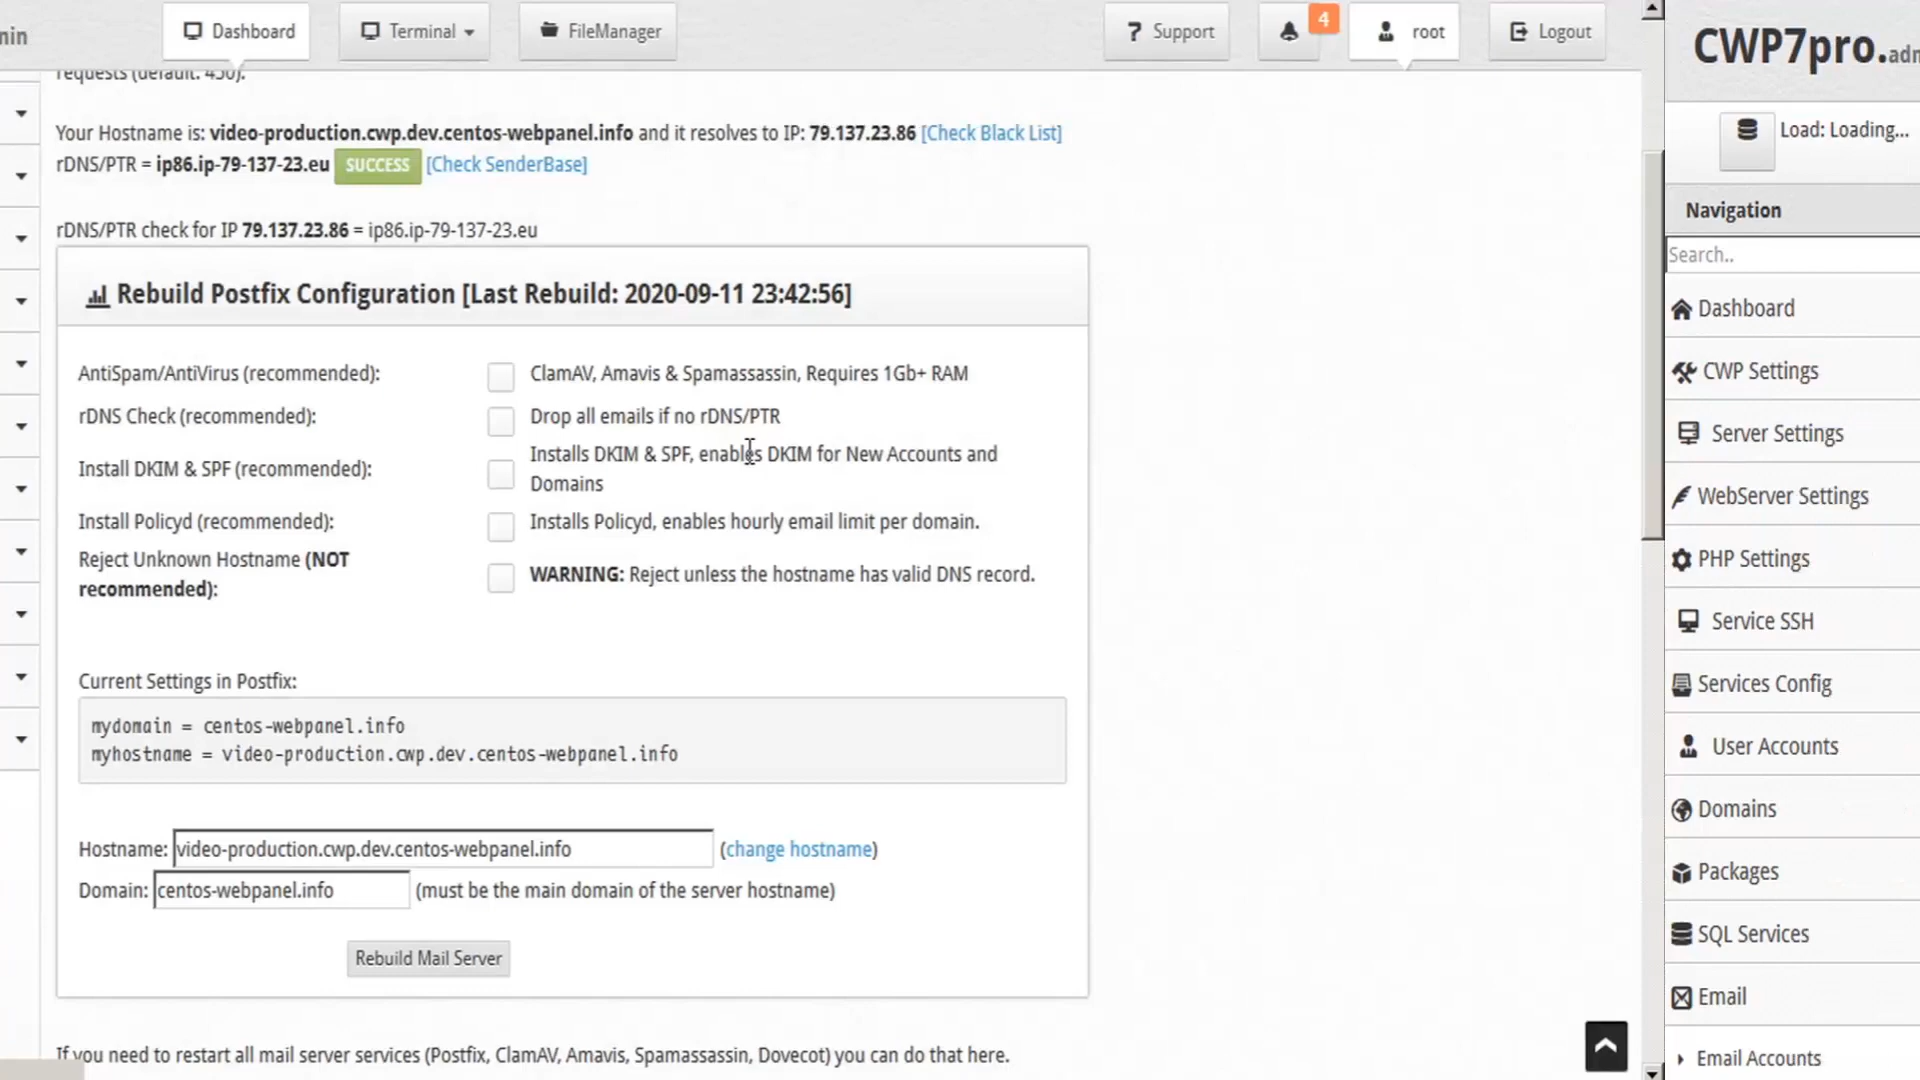 min
Dashboard
Terminal
FileManager
Support
4
root
Logout
requests (default: 450).
Your Hostname is: video-production.cwp.dev.centos-webpanel.info and it resolves to IP: 79.137.23.86 [Check Black List]
rDNS/PTR = ip86.ip-79-137-23.eu SUCCESS [Check SenderBase]
rDNS/PTR check for IP 79.137.23.86 = ip86.ip-79-137-23.eu
Rebuild Postfix Configuration [Last Rebuild: 2020-09-11 23:42:56]
AntiSpam/AntiVirus (recommended):
ClamAV, Amavis & Spamassassin, Requires 1Gb+ RAM
rDNS Check (recommended):
Drop all emails if no rDNS/PTR
Install DKIM & SPF (recommended):
Installs DKIM & SPF, enables DKIM for New Accounts and
Domains
Install Policyd (recommended):
Installs Policyd, enables hourly email limit per domain.
Reject Unknown Hostname (NOT
recommended):
WARNING: Reject unless the hostname has valid DNS record.
Current Settings in Postfix:
mydomain = centos-webpanel.info
myhostname = video-production.cwp.dev.centos-webpanel.info
Hostname: video-production.cwp.dev.centos-webpanel.info (change hostname)
Domain: centos-webpanel.info (must be the main domain of the server hostname)
Rebuild Mail Server
If you need to restart all mail server services (Postfix, ClamAV, Amavis, Spamassassin, Dovecot) you can do that here.
CWP7pro.adn
Load: Loading...
Navigation
Search..
Dashboard
CWP Settings
Server Settings
WebServer Settings
PHP Settings
Service SSH
Services Config
User Accounts
Domains
Packages
SQL Services
Email
Email Accounts